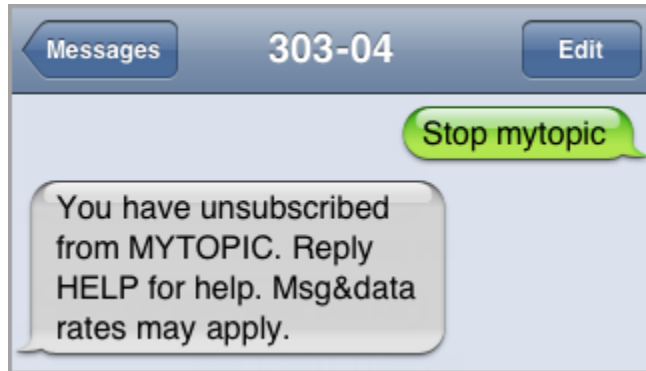 Messages
303-04
Edit
Stop mytopic
You have unsubscribed
from MYTOPIC. Reply
HELP for help. Msg&data
rates may apply.